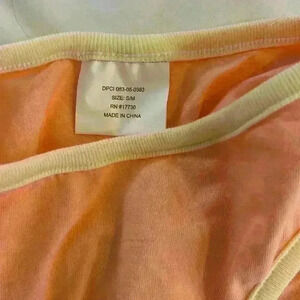 DPCI 083-05-0383
SIZE: S/M
RN #17730
MADE IN CHINA